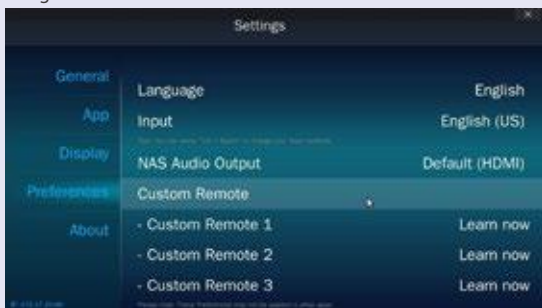 Settings
General
App
Display
Preferences
About
Language English
Input English (US)
NAS Audio Output Default (HDMI)
Custom Remote
- Custom Remote 1 Learn now
- Custom Remote 2 Learn now
- Custom Remote 3 Learn now